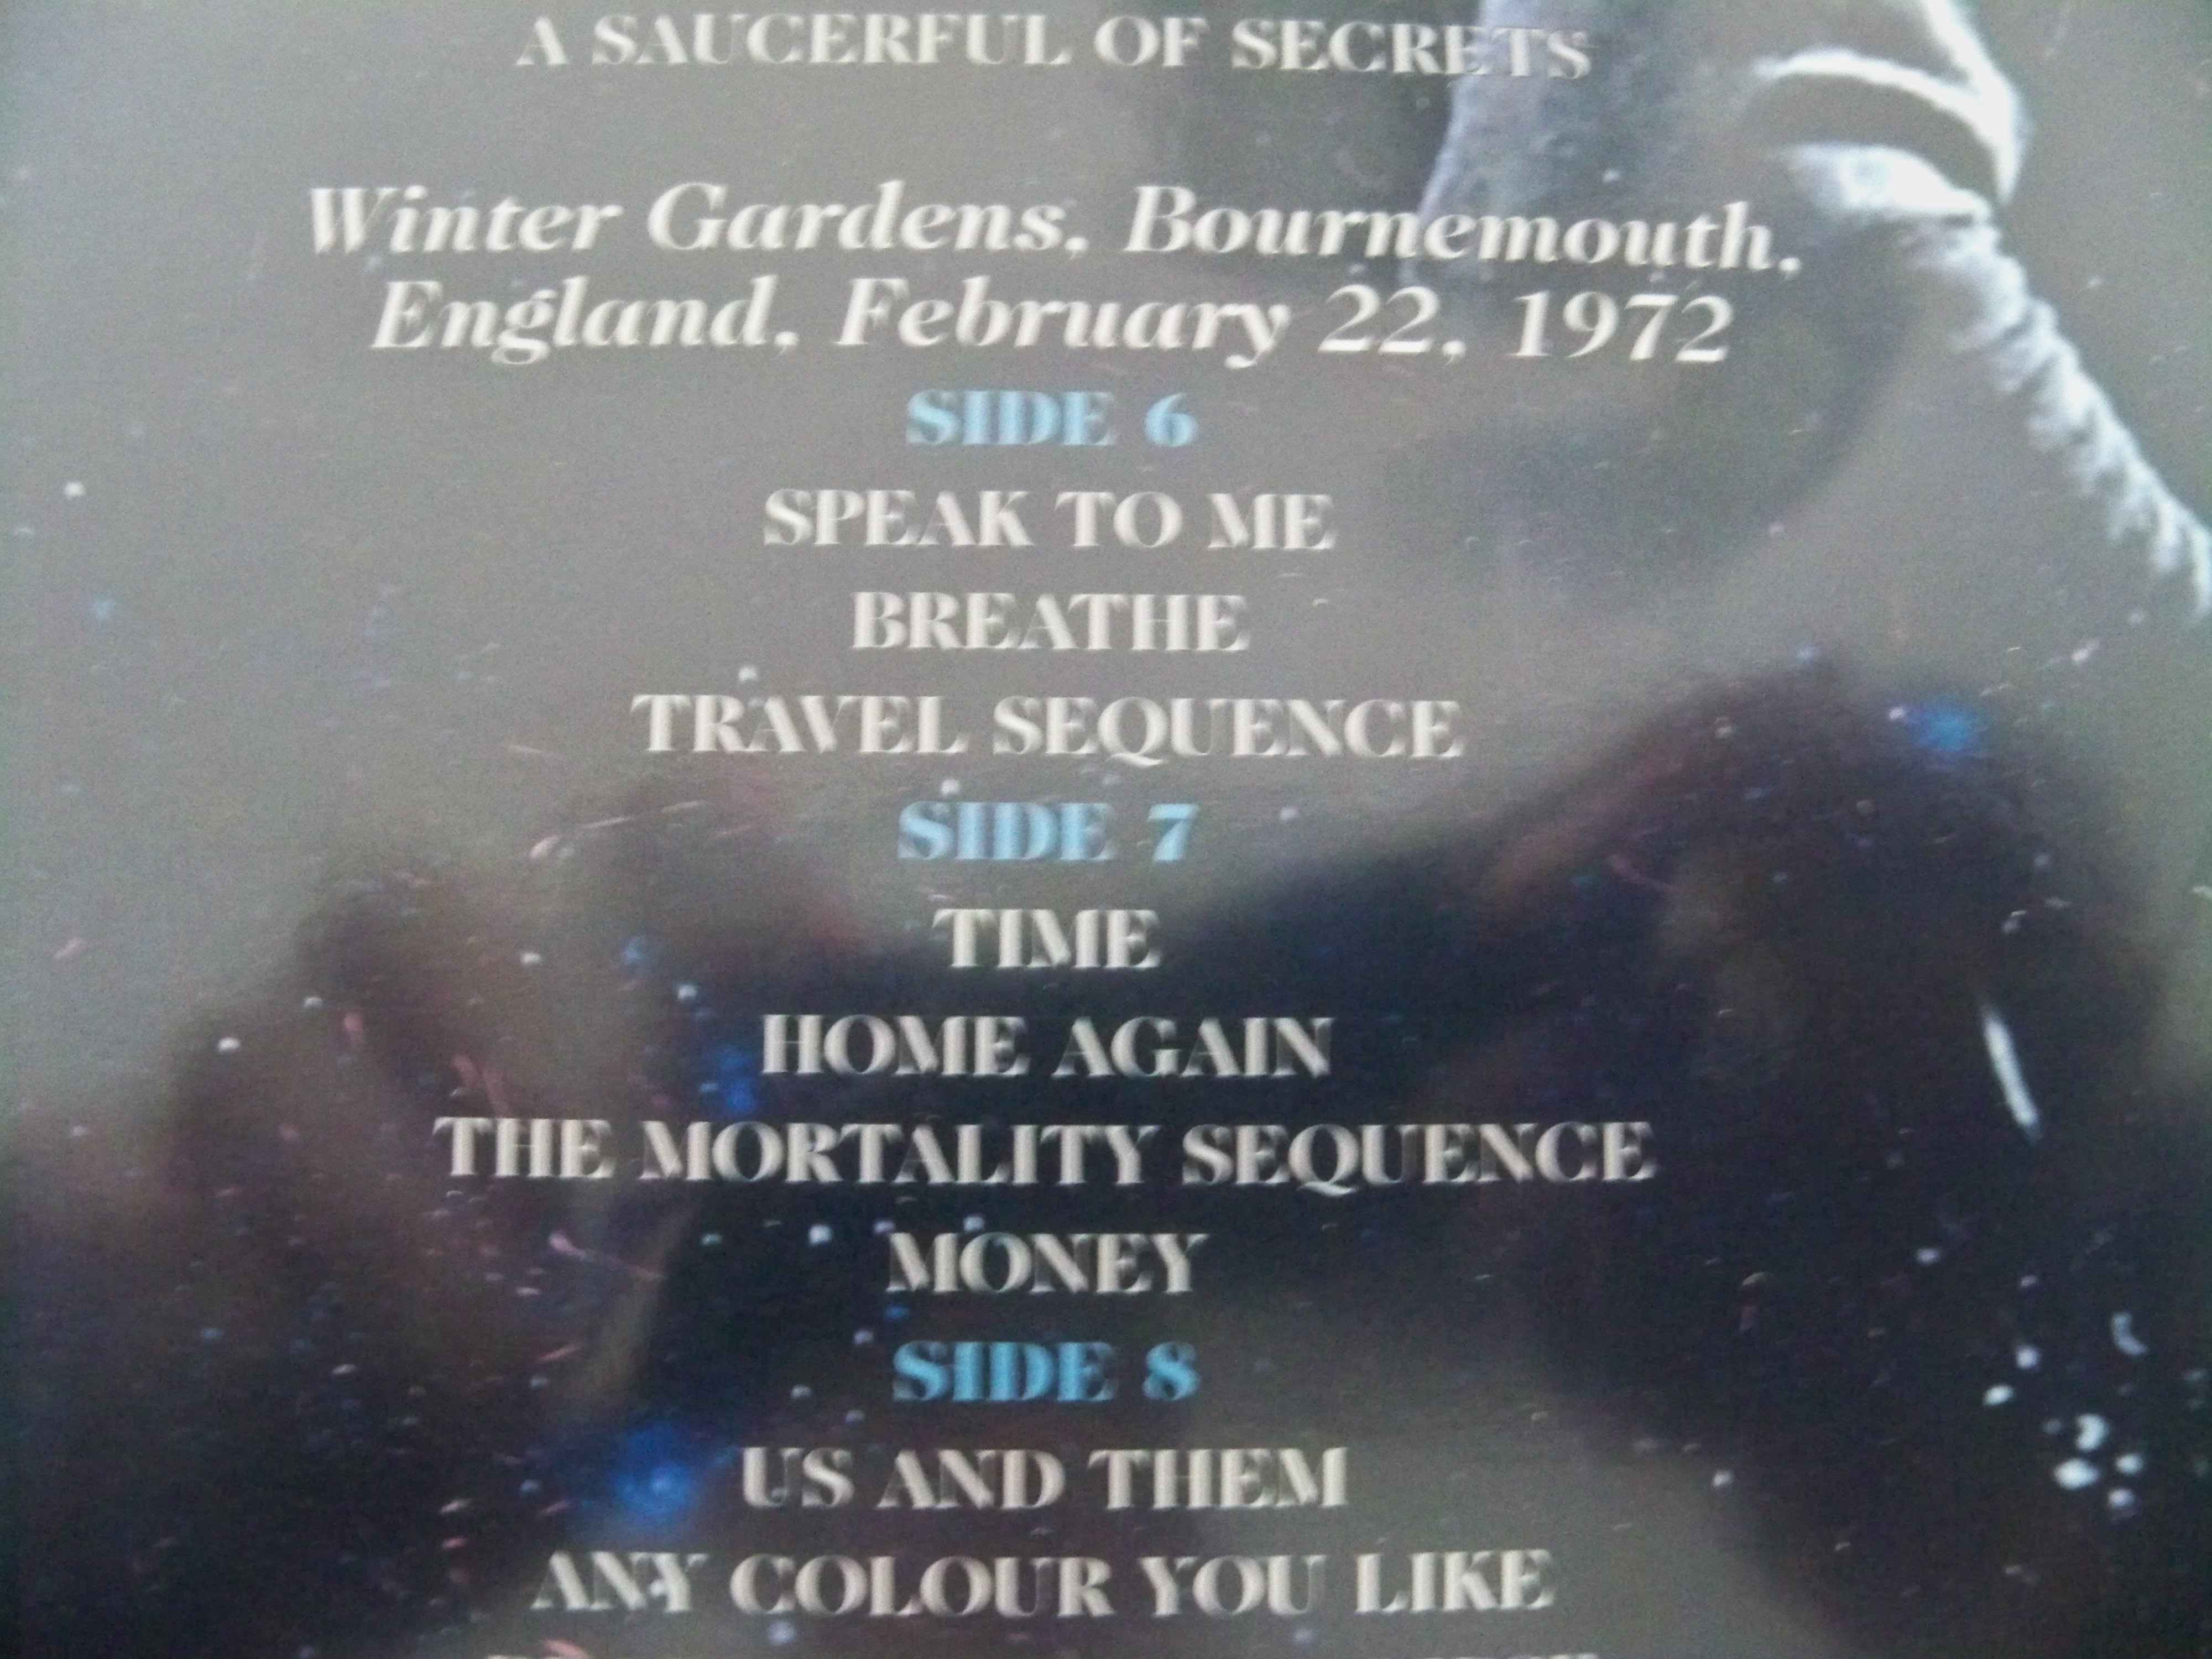 A SAUCERFUL OF SECRETS
Winter Gardens, Bournemouth,
England, February 22, 1972
SIDE 6
SPEAK TO ME
BREATHE
TRAVEL SEQUENCE
SIDE 7
TIME
HOME AGAIN
THE MORTALITY SEQUENCE
MONEY
SIDE 8
US AND THEM
ANY COLOUR YOU LIKE